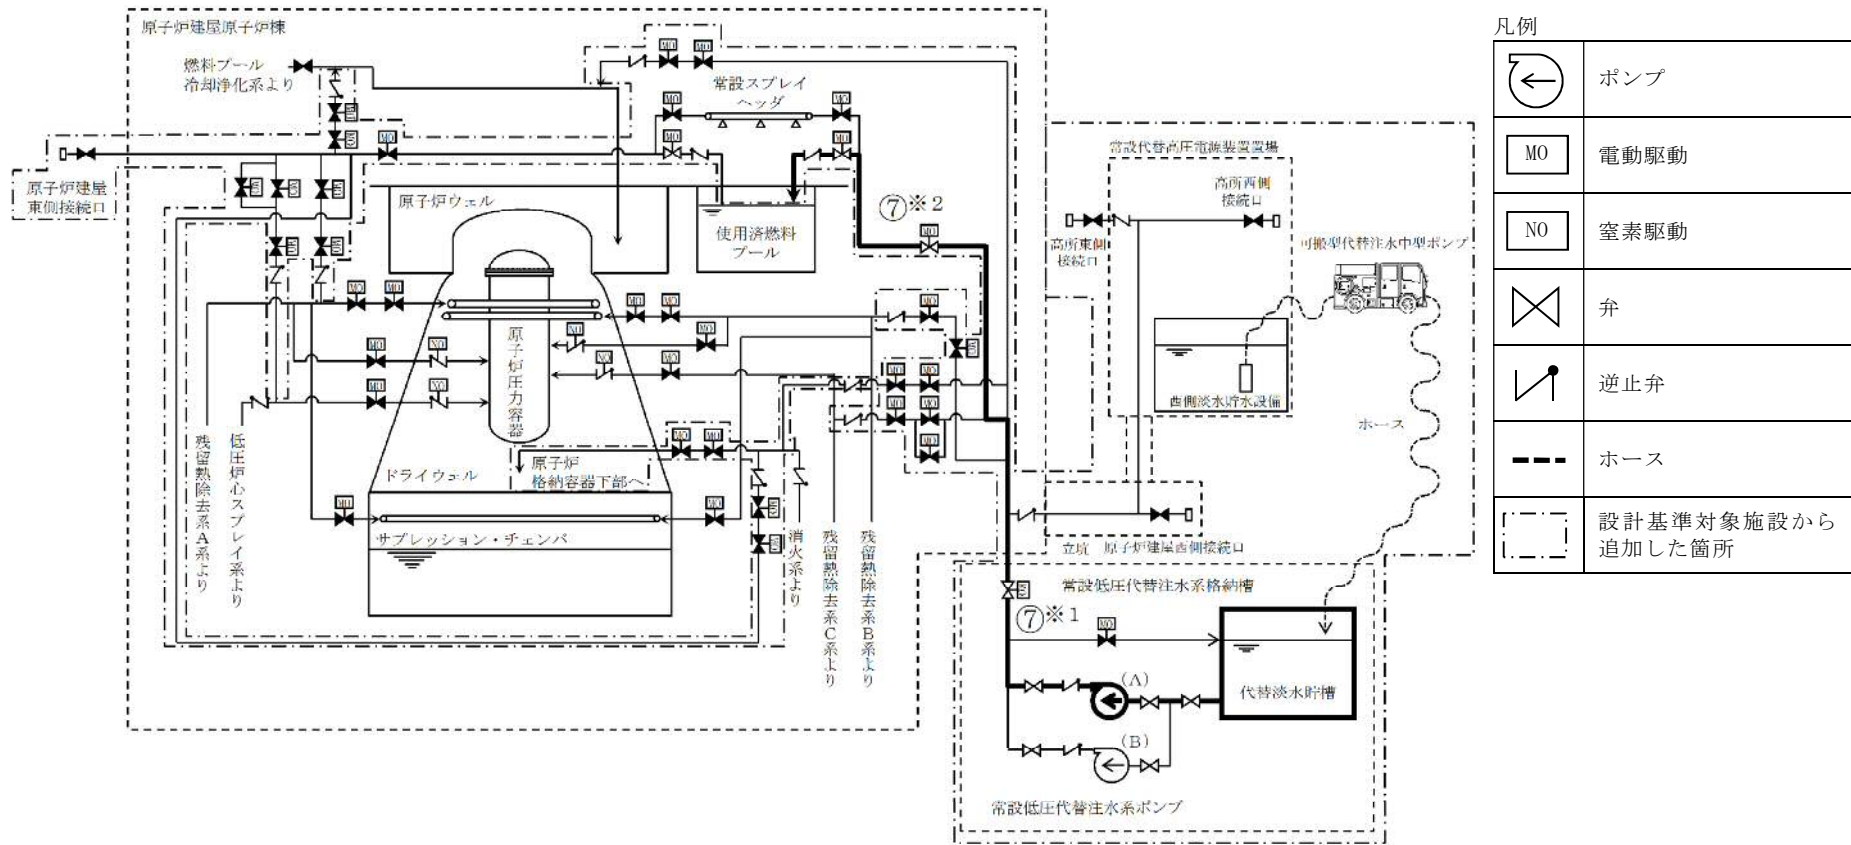 原子炉建屋原子炉棟
燃料プール
冷却浄化系より
常設スプレイ
ヘッダ
MO
原子炉建屋
東側接続口
原子炉ウェル
使用済燃料
プール
⑦※2
原子炉圧力容器
NO
ドライウェル
原子炉
格納容器下部へ
サプレッション・チェンバ
残留熱除去系A系より
低圧炉心スプレイ系より
消火系より
残留熱除去系C系より
残留熱除去系B系より
常設代替高圧電源装置置場
高所西側
接続口
高所東側
接続口
可搬型代替注水中型ポンプ
西側淡水貯水設備
ホース
立坑
原子炉建屋西側接続口
常設低圧代替注水系格納槽
⑦※1
(A)
(B)
代替淡水貯槽
常設低圧代替注水系ポンプ
凡例
ポンプ
MO
電動駆動
NO
窒素駆動
弁
逆止弁
ホース
設計基準対象施設から
追加した箇所